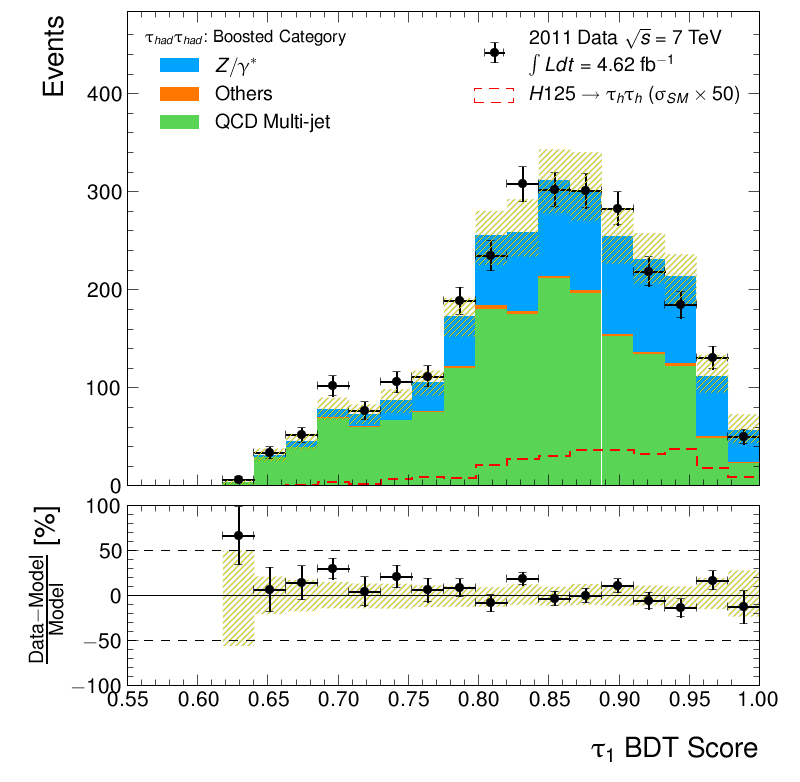 Events
τhadτhad: Boosted Category
Z/γ*
Others
QCD Multi-jet
2011 Data √s = 7 TeV
∫ Ldt = 4.62 fb⁻¹
H125 → τhτh (σSM × 50)
400
300
200
100
0
Data−Model
Model
[%]
100
50
0
−50
−100
0.55 0.60 0.65 0.70 0.75 0.80 0.85 0.90 0.95 1.00
τ₁ BDT Score